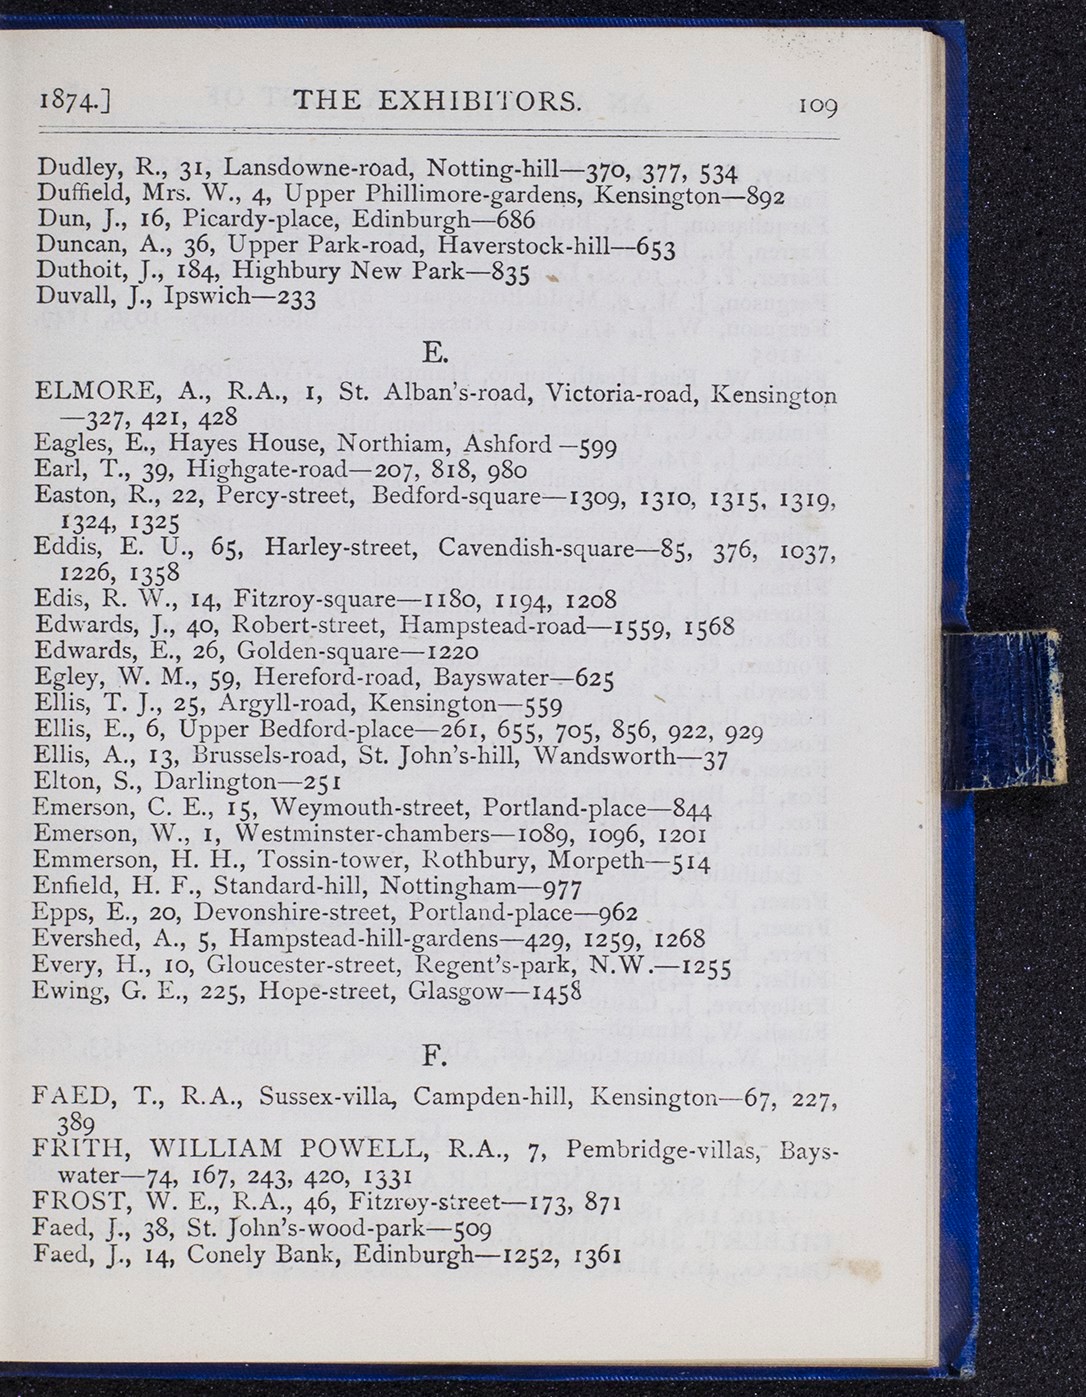 1874.] THE EXHIBITORS. 109
Dudley, R., 31, Lansdowne-road, Notting-hill—370, 377, 534
Duffield, Mrs. W., 4, Upper Phillimore-gardens, Kensington—892
Dun, J., 16, Picardy-place, Edinburgh—686
Duncan, A., 36, Upper Park-road, Haverstock-hill—653
Duthoit, J., 184, Highbury New Park—835
Duvall, J., Ipswich—233
E.
ELMORE, A., R.A., 1, St. Alban's-road, Victoria-road, Kensington
—327, 421, 428
Eagles, E., Hayes House, Northiam, Ashford—599
Earl, T., 39, Highgate-road—207, 818, 980
Easton, R., 22, Percy-street, Bedford-square—1309, 1310, 1315, 1319,
1324, 1325
Eddis, E. U., 65, Harley-street, Cavendish-square—85, 376, 1037,
1226, 1358
Edis, R. W., 14, Fitzroy-square—1180, 1194, 1208
Edwards, J., 40, Robert-street, Hampstead-road—1559, 1568
Edwards, E., 26, Golden-square—1220
Egley, W. M., 59, Hereford-road, Bayswater—625
Ellis, T. J., 25, Argyll-road, Kensington—559
Ellis, E., 6, Upper Bedford-place—261, 655, 705, 856, 922, 929
Ellis, A., 13, Brussels-road, St. John's-hill, Wandsworth—37
Elton, S., Darlington—251
Emerson, C. E., 15, Weymouth-street, Portland-place—844
Emerson, W., 1, Westminster-chambers—1089, 1096, 1201
Emmerson, H. H., Tossin-tower, Rothbury, Morpeth—514
Enfield, H. F., Standard-hill, Nottingham—977
Epps, E., 20, Devonshire-street, Portland-place—962
Evershed, A., 5, Hampstead-hill-gardens—429, 1259, 1268
Every, H., 10, Gloucester-street, Regent's-park, N.W.—1255
Ewing, G. E., 225, Hope-street, Glasgow—1458
F.
FAED, T., R.A., Sussex-villa, Campden-hill, Kensington—67, 227,
389
FRITH, WILLIAM POWELL, R.A., 7, Pembridge-villas, Bays-
water—74, 167, 243, 420, 1331
FROST, W. E., R.A., 46, Fitzroy-street—173, 871
Faed, J., 38, St. John's-wood-park—509
Faed, J., 14, Conely Bank, Edinburgh—1252, 1361